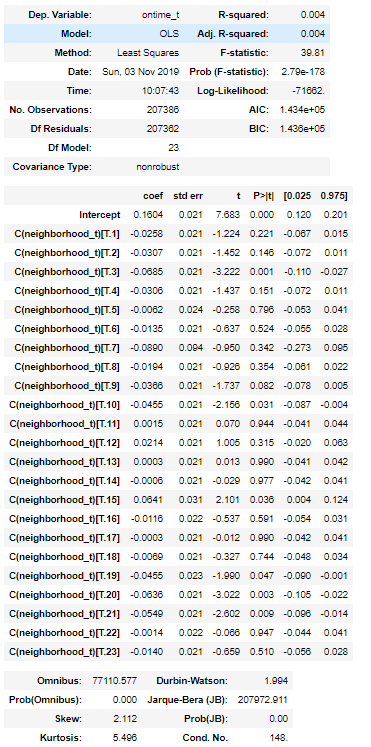 Dep. Variable: ontime_t R-squared: 0.004
Model: OLS Adj. R-squared: 0.004
Method: Least Squares F-statistic: 39.81
Date: Sun, 03 Nov 2019 Prob (F-statistic): 2.79e-178
Time: 10:07:43 Log-Likelihood: -71662.
No. Observations: 207386 AIC: 1.434e+05
Df Residuals: 207362 BIC: 1.436e+05
Df Model: 23
Covariance Type: nonrobust
coef std err t P>|t| [0.025 0.975]
Intercept 0.1604 0.021 7.683 0.000 0.120 0.201
C(neighborhood_t)[T.1] -0.0258 0.021 -1.224 0.221 -0.067 0.015
C(neighborhood_t)[T.2] -0.0307 0.021 -1.452 0.146 -0.072 0.011
C(neighborhood_t)[T.3] -0.0685 0.021 -3.222 0.001 -0.110 -0.027
C(neighborhood_t)[T.4] -0.0306 0.021 -1.437 0.151 -0.072 0.011
C(neighborhood_t)[T.5] -0.0062 0.024 -0.258 0.796 -0.053 0.041
C(neighborhood_t)[T.6] -0.0135 0.021 -0.637 0.524 -0.055 0.028
C(neighborhood_t)[T.7] -0.0890 0.094 -0.950 0.342 -0.273 0.095
C(neighborhood_t)[T.8] -0.0194 0.021 -0.926 0.354 -0.061 0.022
C(neighborhood_t)[T.9] -0.0366 0.021 -1.737 0.082 -0.078 0.005
C(neighborhood_t)[T.10] -0.0455 0.021 -2.156 0.031 -0.087 -0.004
C(neighborhood_t)[T.11] 0.0015 0.021 0.070 0.944 -0.041 0.044
C(neighborhood_t)[T.12] 0.0214 0.021 1.005 0.315 -0.020 0.063
C(neighborhood_t)[T.13] 0.0003 0.021 0.013 0.990 -0.041 0.042
C(neighborhood_t)[T.14] -0.0006 0.021 -0.029 0.977 -0.042 0.041
C(neighborhood_t)[T.15] 0.0641 0.031 2.101 0.036 0.004 0.124
C(neighborhood_t)[T.16] -0.0116 0.022 -0.537 0.591 -0.054 0.031
C(neighborhood_t)[T.17] -0.0003 0.021 -0.012 0.990 -0.042 0.041
C(neighborhood_t)[T.18] -0.0069 0.021 -0.327 0.744 -0.048 0.034
C(neighborhood_t)[T.19] -0.0455 0.023 -1.990 0.047 -0.090 -0.001
C(neighborhood_t)[T.20] -0.0636 0.021 -3.022 0.003 -0.105 -0.022
C(neighborhood_t)[T.21] -0.0549 0.021 -2.602 0.009 -0.096 -0.014
C(neighborhood_t)[T.22] -0.0014 0.022 -0.066 0.947 -0.044 0.041
C(neighborhood_t)[T.23] -0.0140 0.021 -0.659 0.510 -0.056 0.028
Omnibus: 77110.577 Durbin-Watson: 1.994
Prob(Omnibus): 0.000 Jarque-Bera (JB): 207972.911
Skew: 2.112 Prob(JB): 0.00
Kurtosis: 5.496 Cond. No. 148.